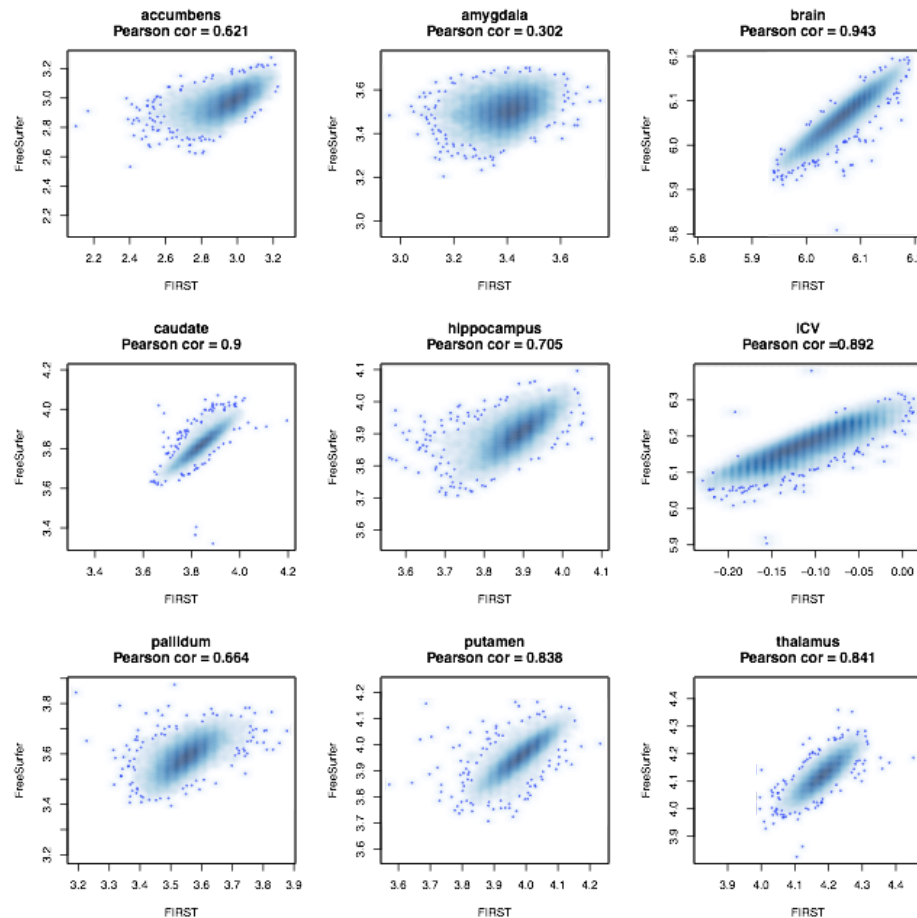 accumbens
Pearson cor = 0.621
FreeSurfer
2.2 2.4 2.6 2.8 3.0 3.2
2.2 2.4 2.6 2.8 3.0 3.2
FIRST
amygdala
Pearson cor = 0.302
FreeSurfer
3.0 3.2 3.4 3.6
3.0 3.2 3.4 3.6
FIRST
brain
Pearson cor = 0.943
FreeSurfer
5.8 5.9 6.0 6.1 6.2
5.8 5.9 6.0 6.1 6.2
FIRST
caudate
Pearson cor = 0.9
FreeSurfer
3.4 3.6 3.8 4.0 4.2
3.4 3.6 3.8 4.0 4.2
FIRST
hippocampus
Pearson cor = 0.705
FreeSurfer
3.6 3.7 3.8 3.9 4.0 4.1
3.6 3.7 3.8 3.9 4.0 4.1
FIRST
ICV
Pearson cor =0.892
FreeSurfer
5.9 6.0 6.1 6.2 6.3
−0.20 −0.15 −0.10 −0.05 0.00
FIRST
pallidum
Pearson cor = 0.664
FreeSurfer
3.2 3.4 3.6 3.8
3.2 3.3 3.4 3.5 3.6 3.7 3.8 3.9
FIRST
putamen
Pearson cor = 0.838
FreeSurfer
3.6 3.7 3.8 3.9 4.0 4.1 4.2
3.6 3.7 3.8 3.9 4.0 4.1 4.2
FIRST
thalamus
Pearson cor = 0.841
FreeSurfer
3.9 4.0 4.1 4.2 4.3 4.4
3.9 4.0 4.1 4.2 4.3 4.4
FIRST